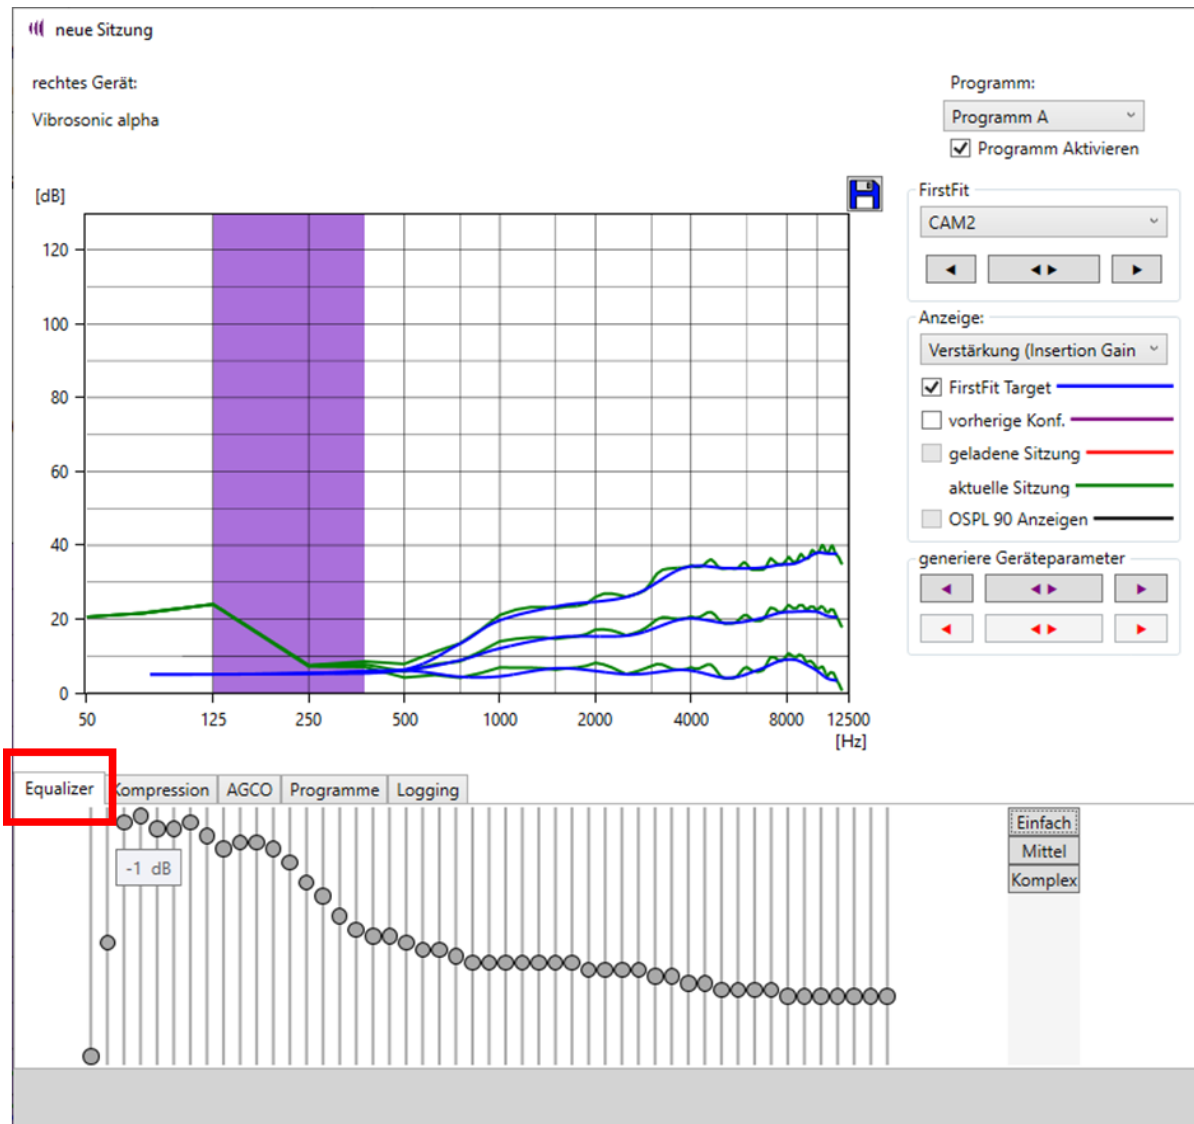 neue Sitzung
rechtes Gerät:
Vibrosonic alpha
Programm:
Programm A
Programm Aktivieren
[dB]
120
100
80
60
40
20
0
50 125 250 500 1000 2000 4000 8000 12500
[Hz]
FirstFit
CAM2
Anzeige:
Verstärkung (Insertion Gain
FirstFit Target
vorherige Konf.
geladene Sitzung
aktuelle Sitzung
OSPL 90 Anzeigen
generiere Geräteparameter
Equalizer Kompression AGCO Programme Logging
-1 dB
Einfach
Mittel
Komplex